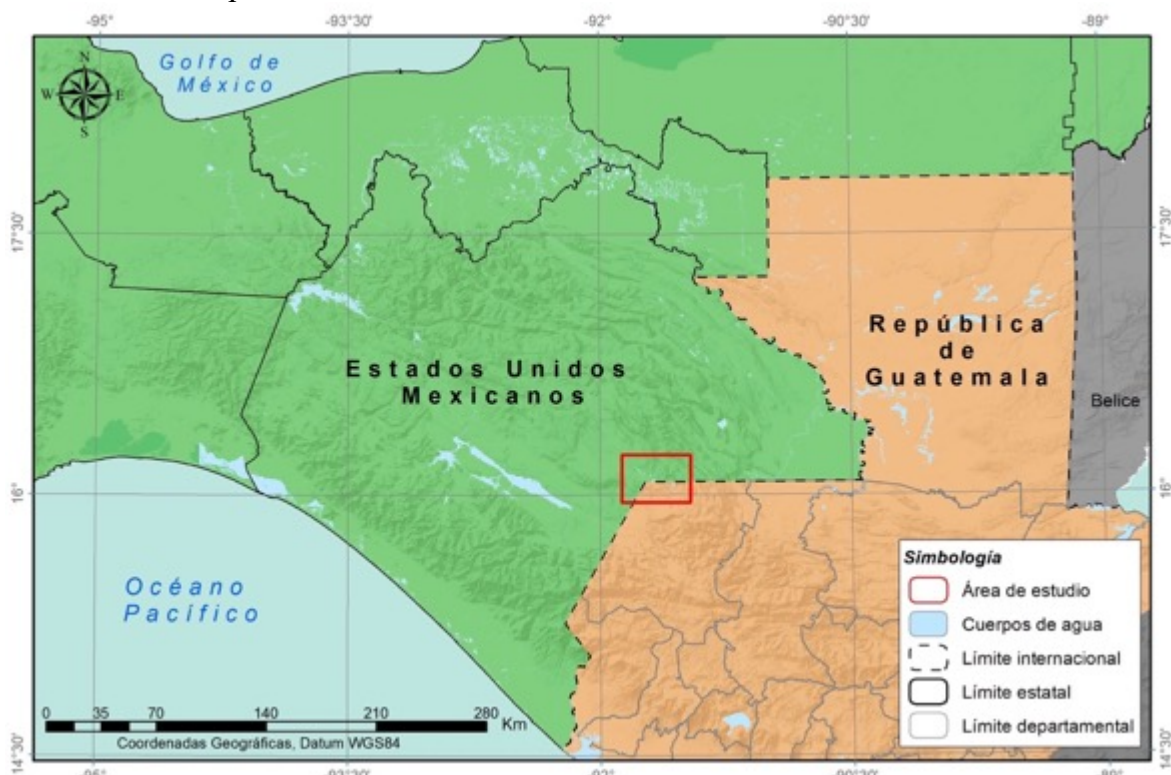 -95°
-93°30'
-92°
-90°30'
-89°
Golfo de
México
N
W
E
S
17°30'
17°30'
República
de
Guatemala
Estados Unidos
Mexicanos
Belice
16°
16°
Océano
Pacífico
Simbología
Área de estudio
Cuerpos de agua
Límite internacional
Límite estatal
Límite departamental
0 35 70 140 210 280 Km
Coordenadas Geográficas, Datum WGS84
14°30'
14°30'
-95°
-93°30'
-92°
-90°30'
-89°